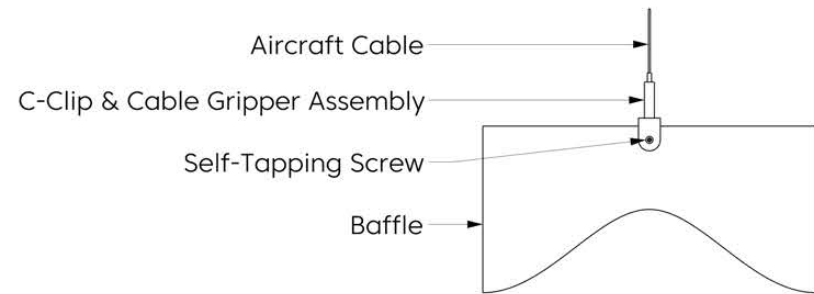 Aircraft Cable
C-Clip & Cable Gripper Assembly
Self-Tapping Screw
Baffle